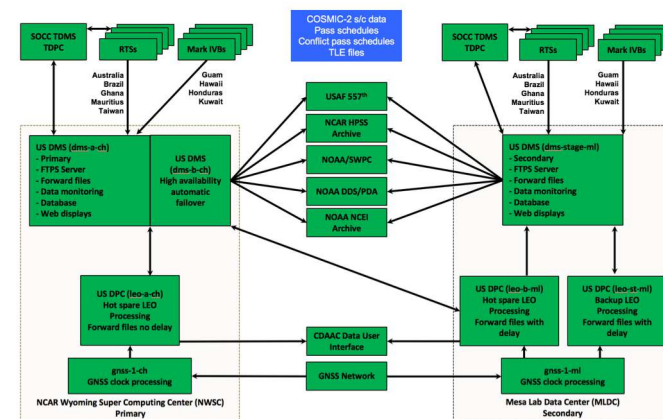 COSMIC-2 s/c data
Pass schedules
Conflict pass schedules
TLE files
SOCC TDMS
TDPC
RTSs
Mark IVBs
Australia
Brazil
Ghana
Mauritius
Taiwan
Guam
Hawaii
Honduras
Kuwait
SOCC TDMS
TDPC
RTSs
Mark IVBs
Australia
Brazil
Ghana
Mauritius
Taiwan
Guam
Hawaii
Honduras
Kuwait
US DMS (dms-a-ch)
- Primary
- FTPS Server
- Forward files
- Data monitoring
- Database
- Web displays
US DMS
(dms-b-ch)
High availability
automatic
failover
USAF 557th
NCAR HPSS
Archive
NOAA/SWPC
NOAA DDS/PDA
NOAA NCEI
Archive
US DMS (dms-stage-ml)
- Secondary
- FTPS Server
- Forward files
- Data monitoring
- Database
- Web displays
US DPC (leo-a-ch)
Hot spare LEO
Processing
Forward files no delay
US DPC (leo-b-ml)
Hot spare LEO
Processing
Forward files with
delay
US DPC (leo-st-ml)
Backup LEO
Processing
Forward files with
delay
CDAAC Data User
Interface
gnss-1-ch
GNSS clock processing
GNSS Network
gnss-1-ml
GNSS clock processing
NCAR Wyoming Super Computing Center (NWSC)
Primary
Mesa Lab Data Center (MLDC)
Secondary